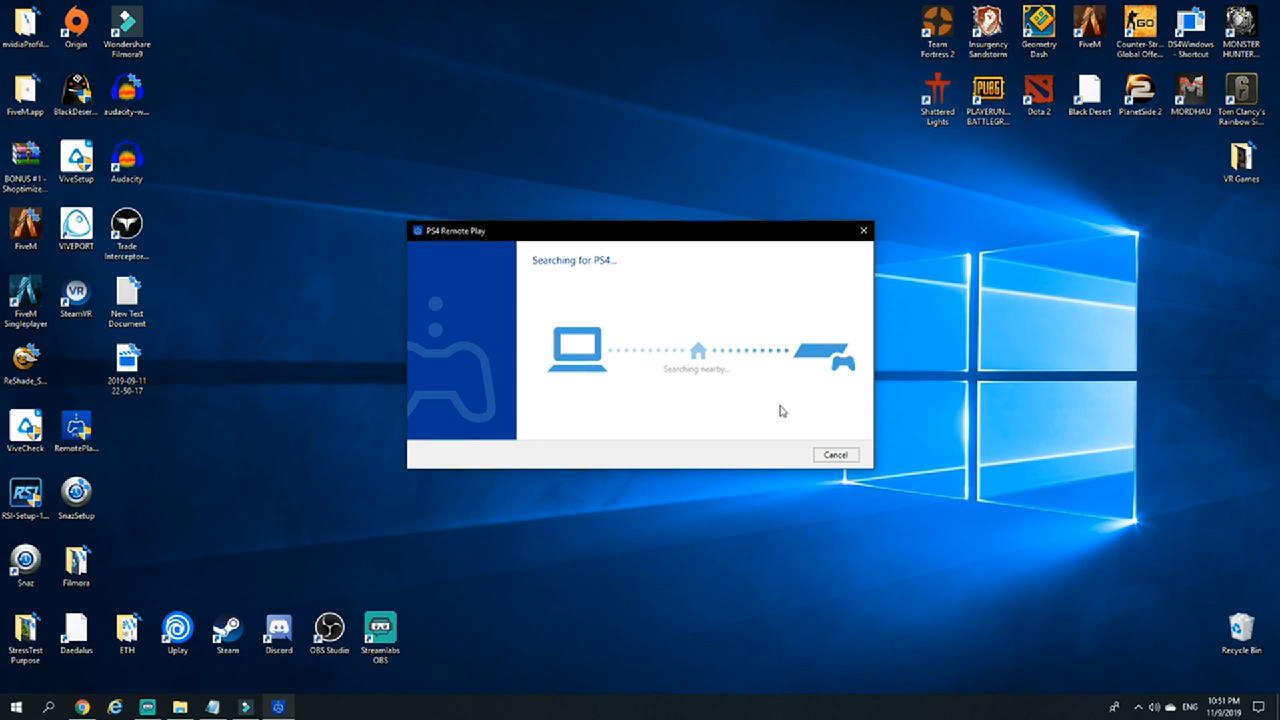 nvidiaProfil...
Origin
Wondershare
Filmora9
FiveM.app
BlackDeser...
audacity-w...
BONUS #1 -
Shoptimize...
ViveSetup
Audacity
FiveM
VIVEPORT
Trade
Interceptor...
FiveM
Singleplayer
VR
SteamVR
New Text
Document
ReShade_S...
2019-09-11
22-50-17
ViveCheck
RemotePla...
RSI
RSI-Setup-1...
SnazSetup
Snaz
Filmora
StressTest
Purpose
Daedalus
ETH
Uplay
Steam
Discord
OBS Studio
Streamlabs
OBS
Team
Fortress 2
Insurgency
Sandstorm
Geometry
Dash
FiveM
GO
Counter-Str...
Global Offe...
DS4Windows
- Shortcut
MONSTER
HUNTER...
Shattered
Lights
PUBG
PLAYERUN...
BATTLEGR...
Dota 2
Black Desert
PlanetSide 2
M
MORDHAU
6
Tom Clancy's
Rainbow Si...
VR Games
PS4 Remote Play
Searching for PS4...
Searching nearby...
Cancel
Recycle Bin
ENG
10:51 PM
11/9/2019